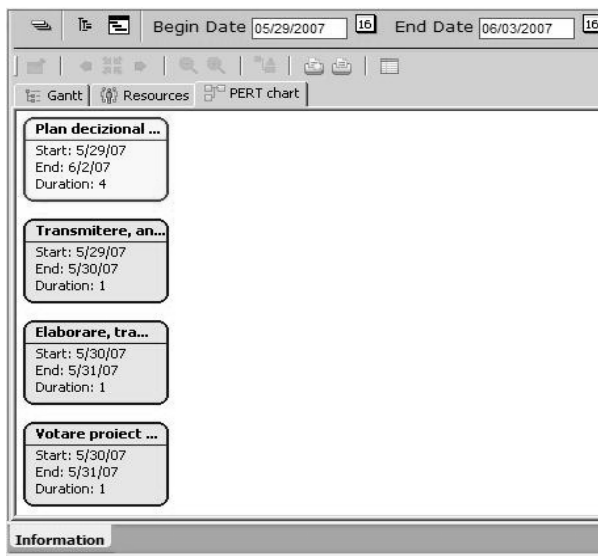 Begin Date 05/29/2007 16 End Date 06/03/2007 16
Gantt Resources PERT chart
Plan decizional ...
Start: 5/29/07
End: 6/2/07
Duration: 4
Transmitere, an...
Start: 5/29/07
End: 5/30/07
Duration: 1
Elaborare, tra...
Start: 5/30/07
End: 5/31/07
Duration: 1
Votare proiect ...
Start: 5/30/07
End: 5/31/07
Duration: 1
Information